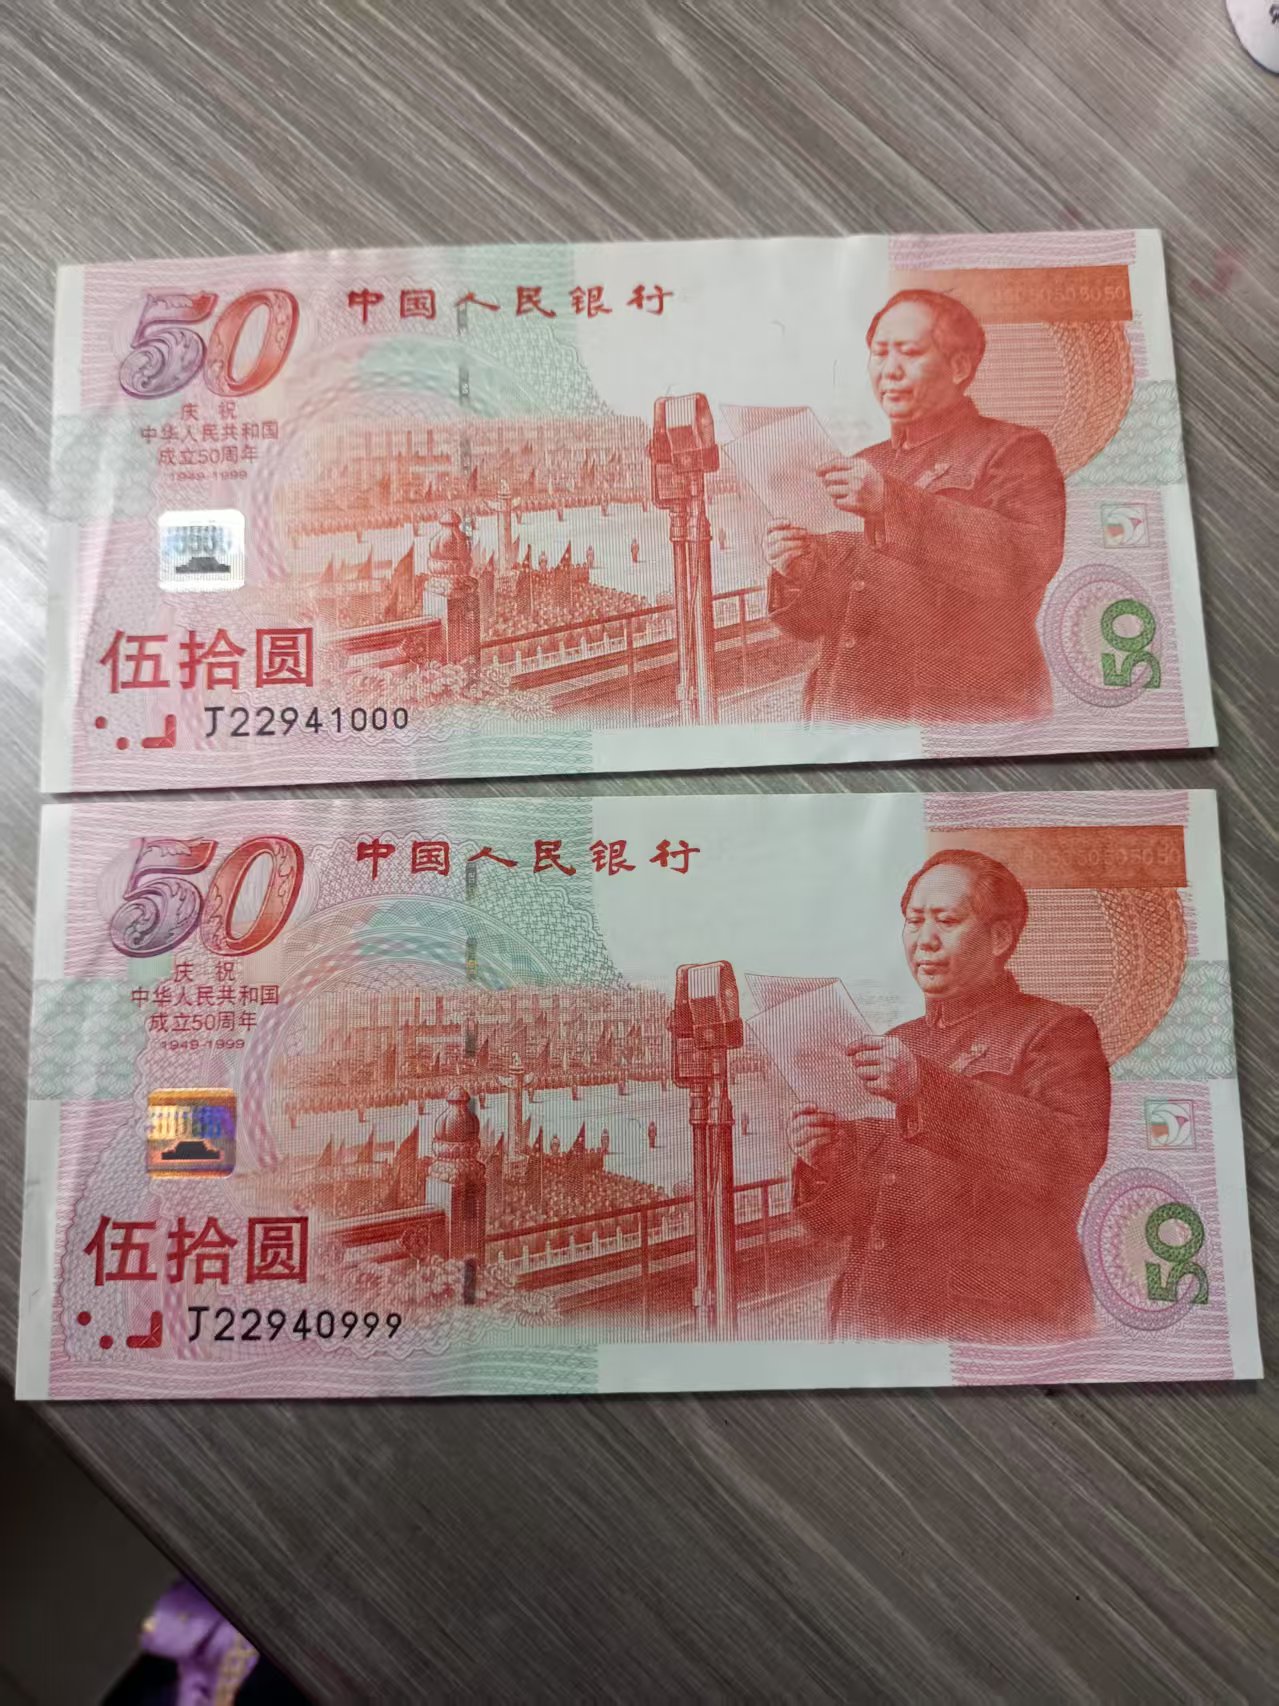 50
中国人民银行
庆祝
中华人民共和国
成立50周年
1949-1999
伍拾圆
J22941000
50
50
中国人民银行
庆祝
中华人民共和国
成立50周年
1949-1999
伍拾圆
J22940999
50